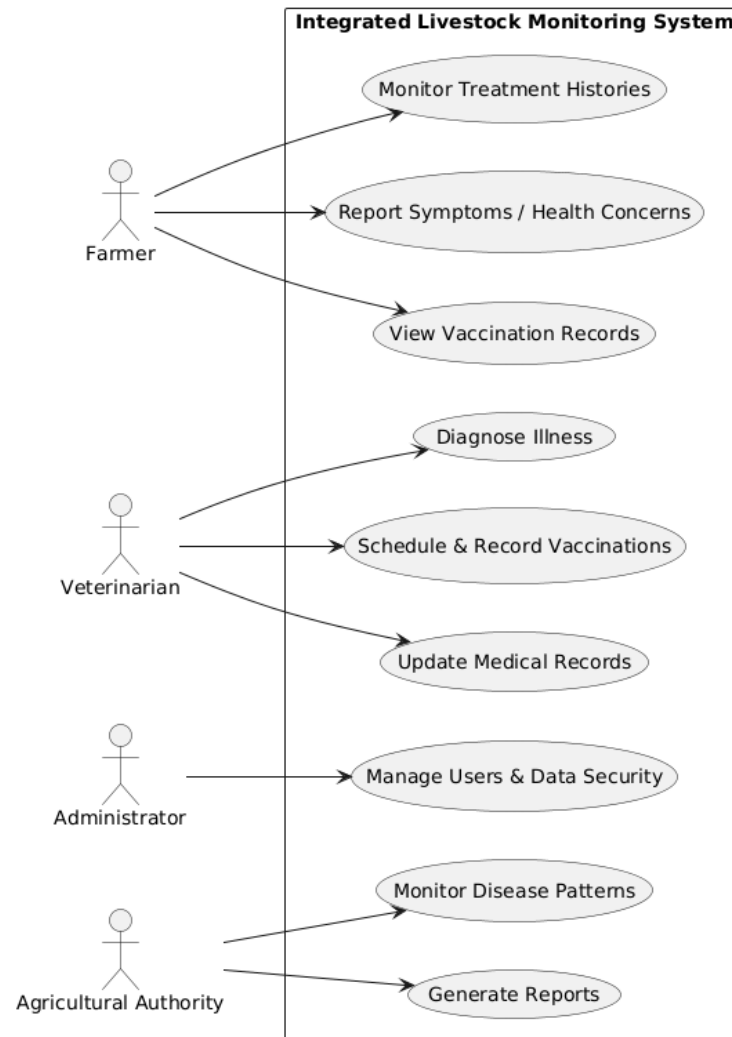 Integrated Livestock Monitoring System
Monitor Treatment Histories
Farmer
Report Symptoms / Health Concerns
View Vaccination Records
Diagnose Illness
Veterinarian
Schedule & Record Vaccinations
Update Medical Records
Administrator
Manage Users & Data Security
Monitor Disease Patterns
Agricultural Authority
Generate Reports